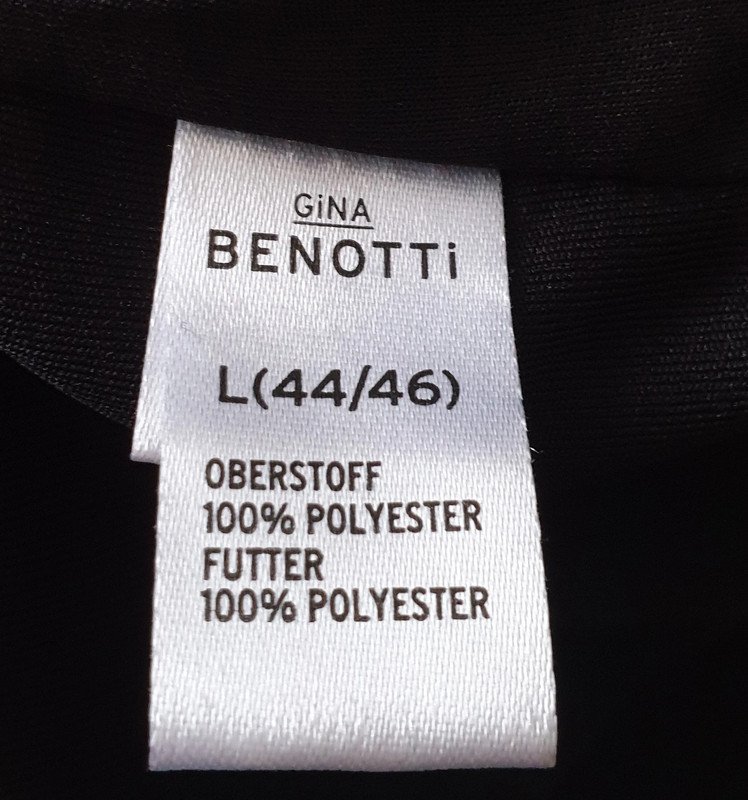 GiNA
BENOTTi
L(44/46)
OBERSTOFF
100% POLYESTER
FUTTER
100% POLYESTER